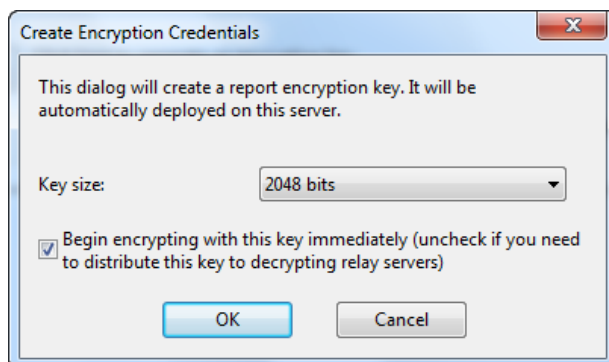 Create Encryption Credentials
This dialog will create a report encryption key. It will be
automatically deployed on this server.
Key size:
2048 bits
Begin encrypting with this key immediately (uncheck if you need
to distribute this key to decrypting relay servers)
OK
Cancel